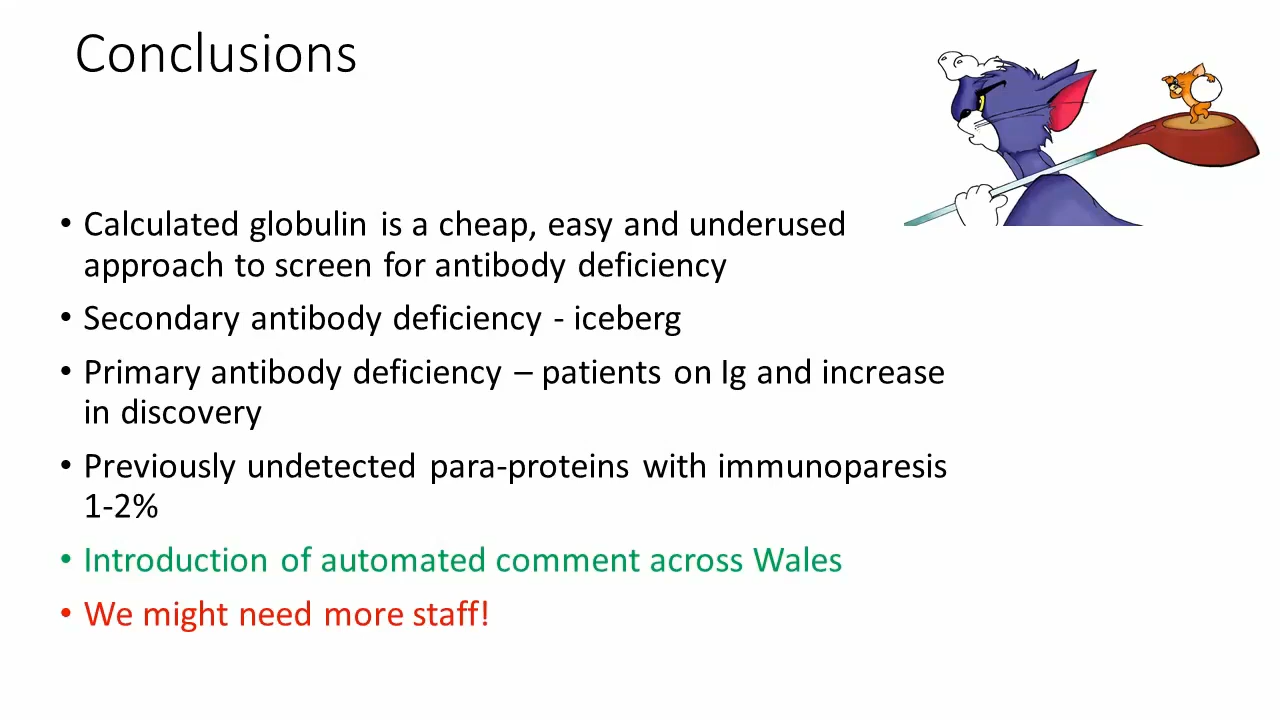 Conclusions
• Calculated globulin is a cheap, easy and underused
approach to screen for antibody deficiency
• Secondary antibody deficiency - iceberg
• Primary antibody deficiency – patients on Ig and increase
in discovery
• Previously undetected para-proteins with immunoparesis
1-2%
• Introduction of automated comment across Wales
• We might need more staff!